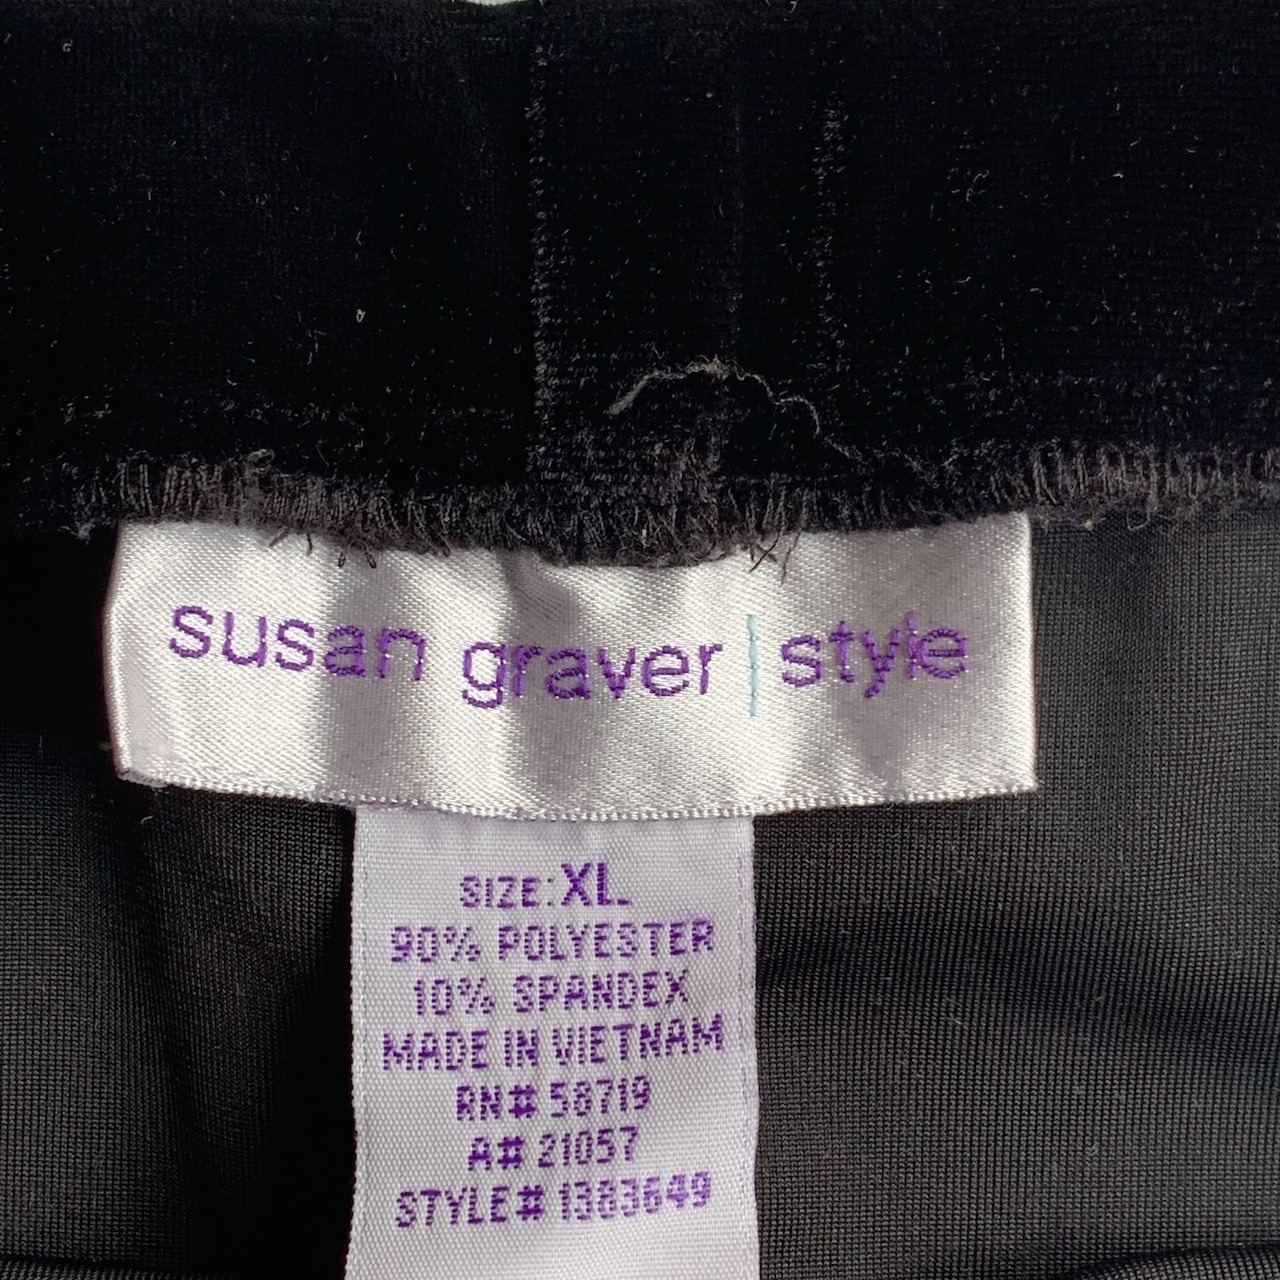 susan graver | style
SIZE: XL
90% POLYESTER
10% SPANDEX
MADE IN VIETNAM
RN# 58719
A# 21057
STYLE# 1383649